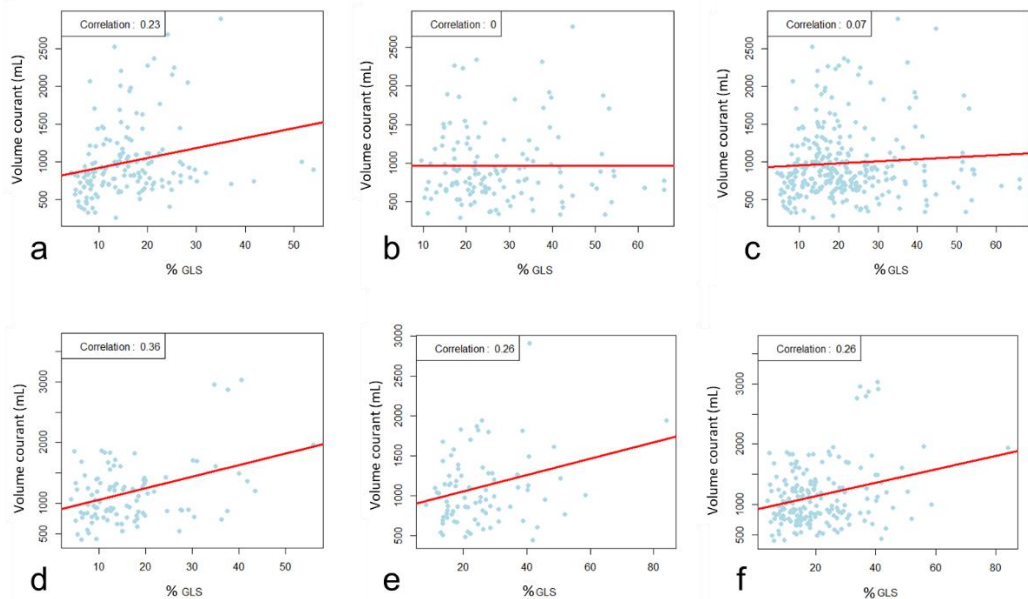 Correlation : 0.23
Volume courant (mL)
500 1000 1500 2000 2500
10 20 30 40 50
% GLS
a
Correlation : 0
Volume courant (mL)
500 1000 1500 2000 2500
10 20 30 40 50 60
% GLS
b
Correlation : 0.07
Volume courant (mL)
500 1000 1500 2000 2500
10 20 30 40 50 60
% GLS
c
Correlation : 0.36
Volume courant (mL)
500 1000 2000 3000
10 20 30 40 50
% GLS
d
Correlation : 0.26
Volume courant (mL)
500 1000 1500 2000 2500 3000
20 40 60 80
% GLS
e
Correlation : 0.26
Volume courant (mL)
500 1000 2000 3000
20 40 60 80
% GLS
f